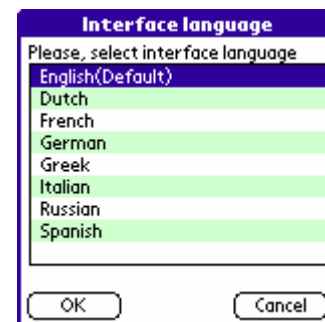 Interface language
Please, select interface language
English(Default)
Dutch
French
German
Greek
Italian
Russian
Spanish
OK
Cancel